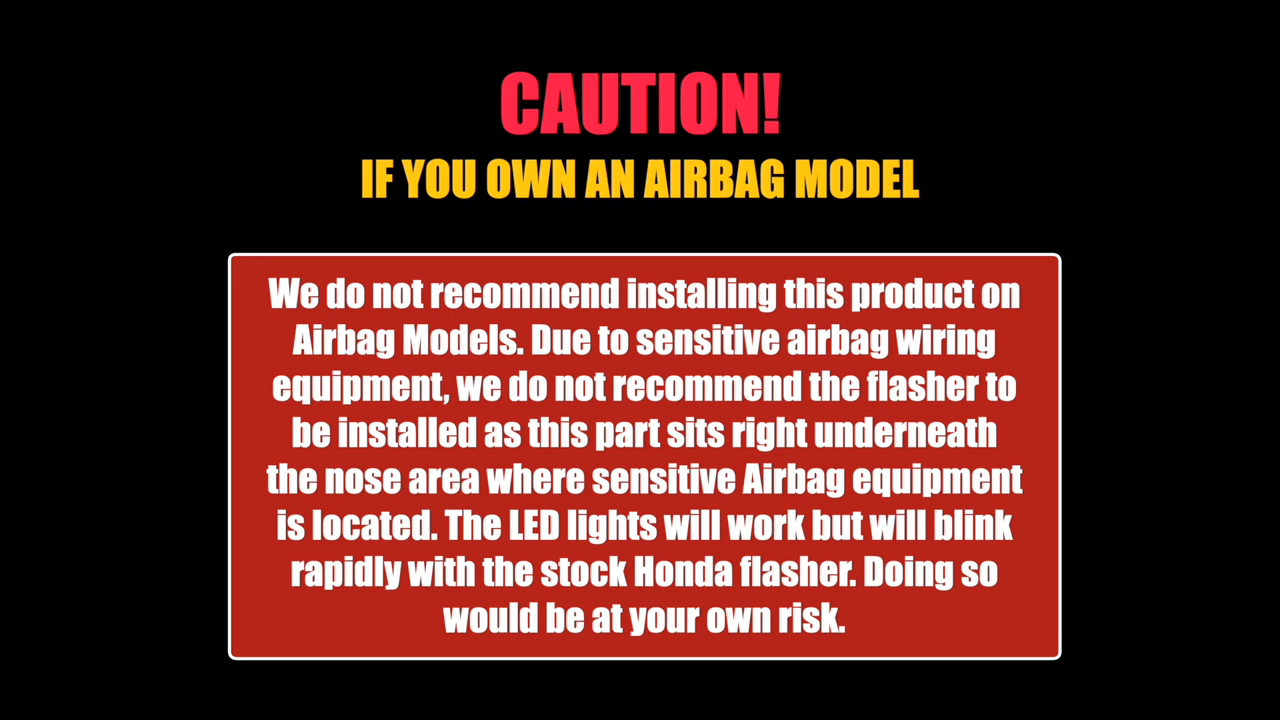 CAUTION!
IF YOU OWN AN AIRBAG MODEL
We do not recommend installing this product on
Airbag Models. Due to sensitive airbag wiring
equipment, we do not recommend the flasher to
be installed as this part sits right underneath
the nose area where sensitive Airbag equipment
is located. The LED lights will work but will blink
rapidly with the stock Honda flasher. Doing so
would be at your own risk.